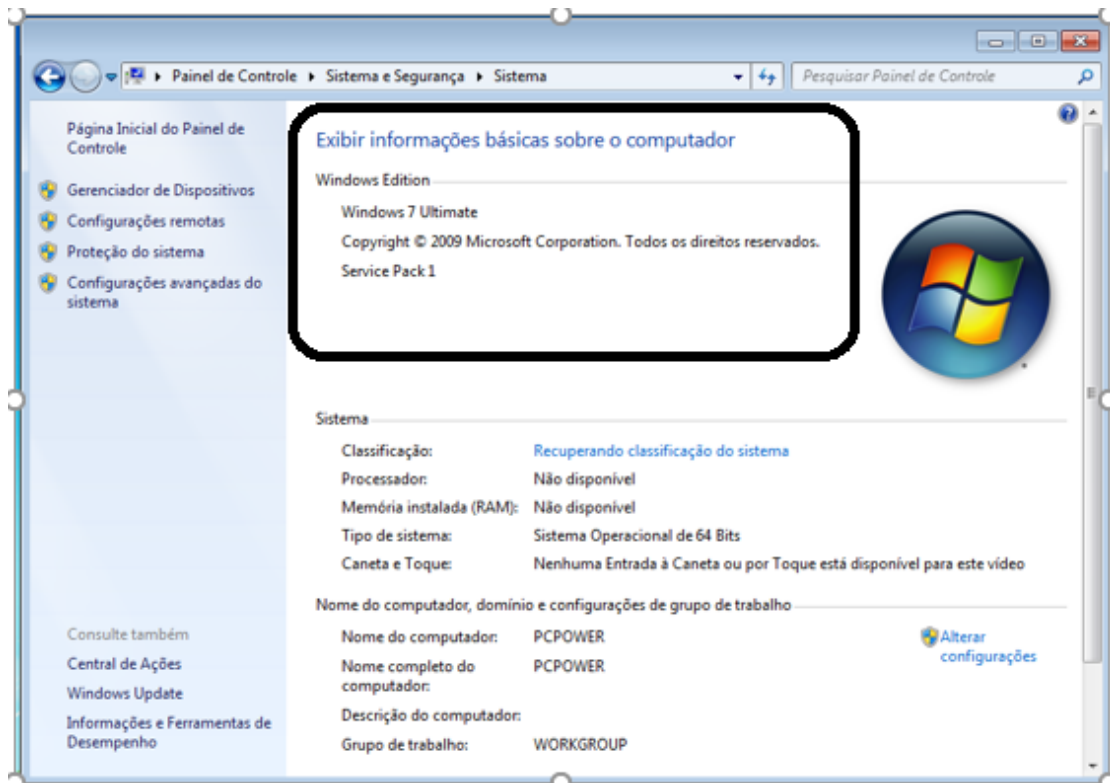 Painel de Controle ▸ Sistema e Segurança ▸ Sistema
Pesquisar Painel de Controle
Página Inicial do Painel de
Controle
Gerenciador de Dispositivos
Configurações remotas
Proteção do sistema
Configurações avançadas do
sistema
Consulte também
Central de Ações
Windows Update
Informações e Ferramentas de
Desempenho
Exibir informações básicas sobre o computador
Windows Edition
Windows 7 Ultimate
Copyright © 2009 Microsoft Corporation. Todos os direitos reservados.
Service Pack 1
Sistema
Classificação: Recuperando classificação do sistema
Processador: Não disponível
Memória instalada (RAM): Não disponível
Tipo de sistema: Sistema Operacional de 64 Bits
Caneta e Toque: Nenhuma Entrada à Caneta ou por Toque está disponível para este vídeo
Nome do computador, domínio e configurações de grupo de trabalho
Nome do computador: PCPOWER
Alterar
configurações
Nome completo do PCPOWER
computador:
Descrição do computador:
Grupo de trabalho: WORKGROUP